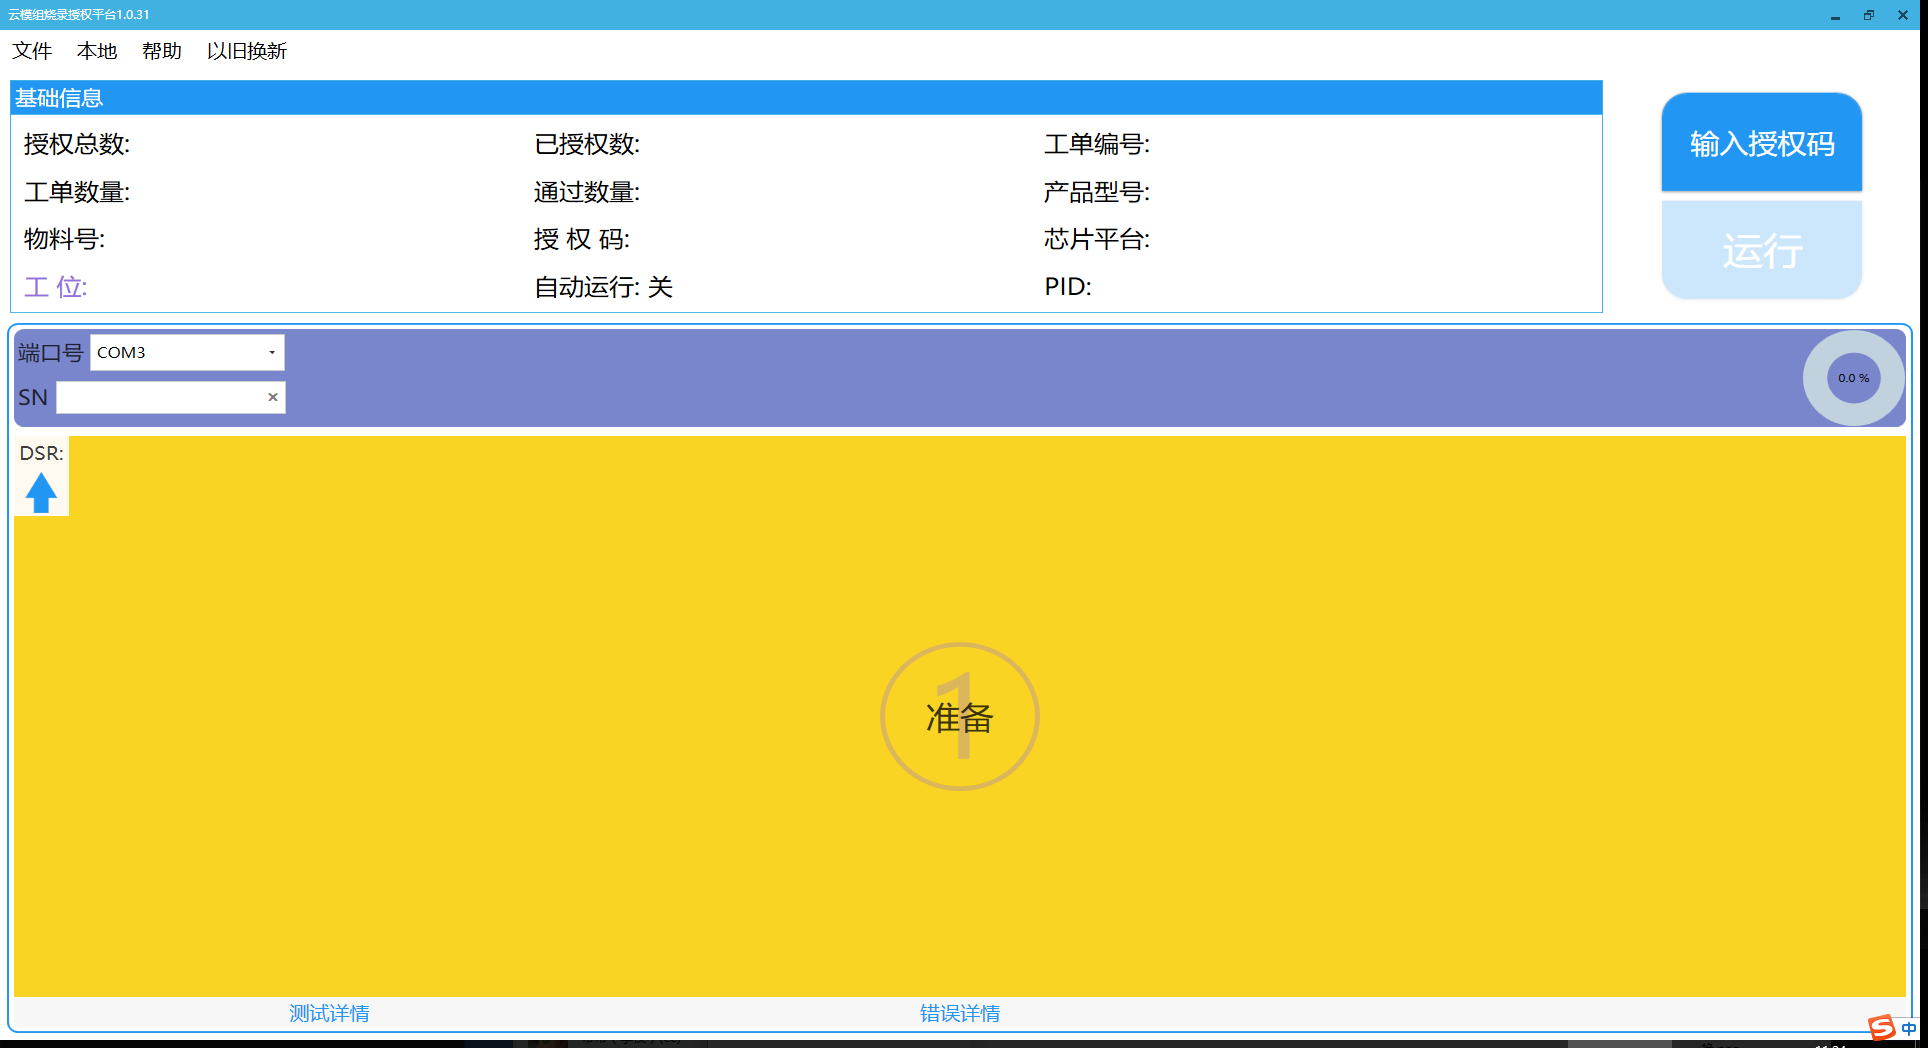 云模组烧录授权平台1.0.31
文件 本地 帮助 以旧换新
基础信息
授权总数: 已授权数: 工单编号:
工单数量: 通过数量: 产品型号:
物料号: 授 权 码: 芯片平台:
工 位: 自动运行: 关 PID:
输入授权码
运行
端口号 COM3
SN
0.0 %
DSR:
1
准备
测试详情 错误详情
中